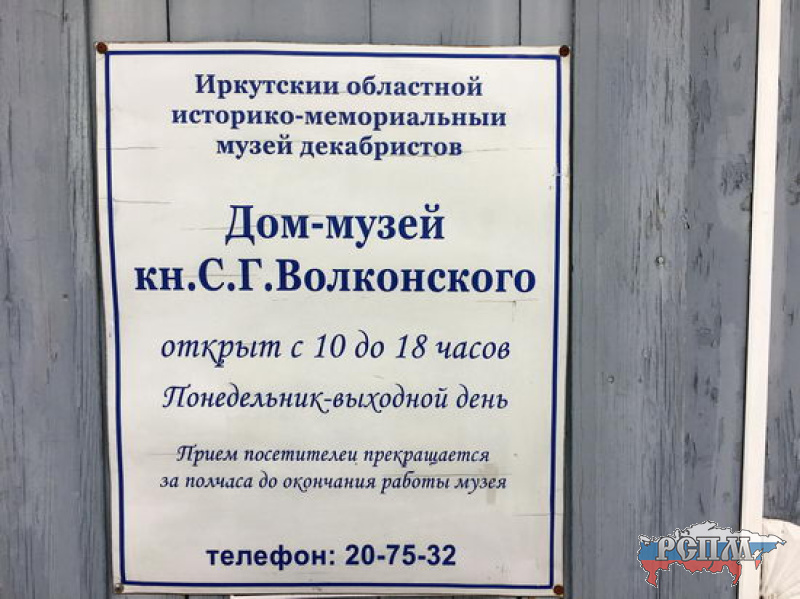 Иркутскии областной
историко-мемориальныи
музей декабристов
Дом-музей
кн.С.Г.Волконского
открыт с 10 до 18 часов
Понедельник-выходной день
Прием посетителеи прекращается
за полчаса до окончания работы музея
телефон: 20-75-32
РСПМ